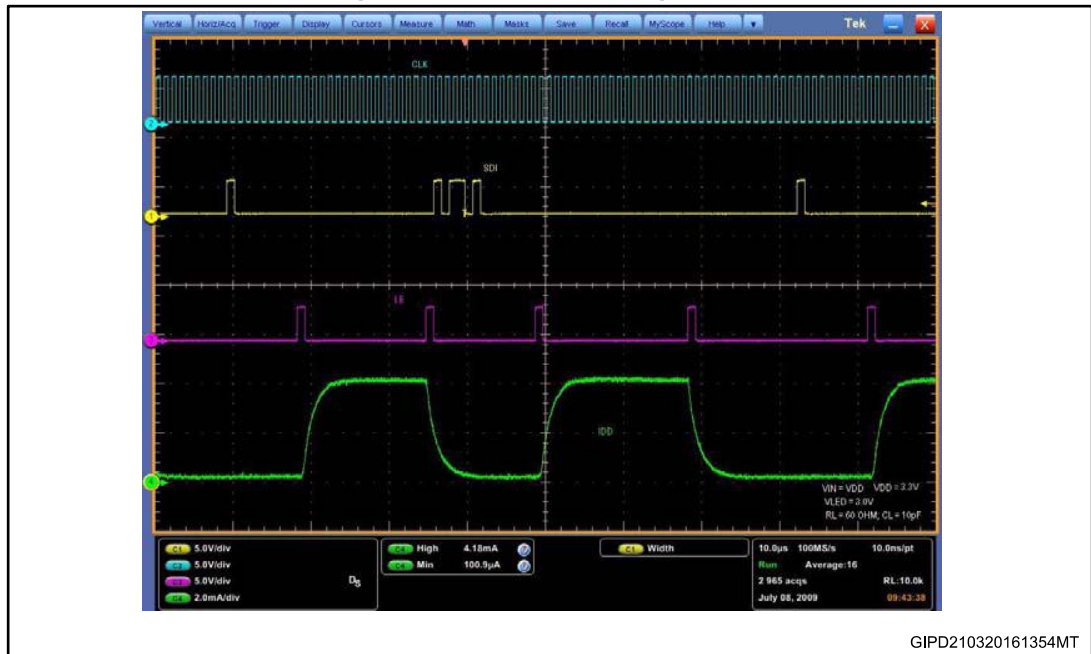 Vertical Horiz/Acq Trigger Display Cursors Measure Math Masks Save Recall MyScope Help Tek X
CLK
2
SDI
1
LE
3
IDD
4
VIN = VDD VDD = 3.3V
VLED = 3.0V
RL = 60 OHM; CL = 10pF
C1 5.0V/div
C2 5.0V/div
C3 5.0V/div
C4 2.0mA/div
C4 High 4.18mA
C4 Min 100.9µA
C1 Width
10.0µs 100MS/s 10.0ns/pt
Run Average:16
2 965 acqs RL:10.0k
July 08, 2009 09:43:38
GIPD210320161354MT